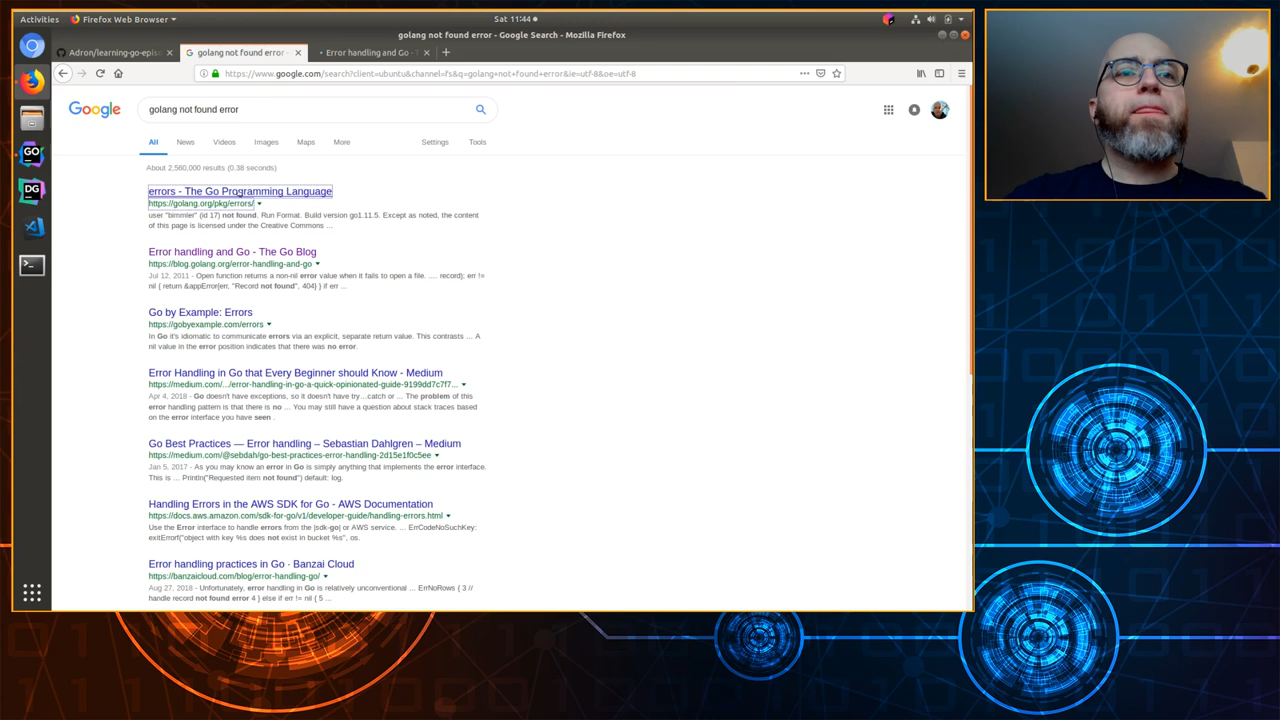 Activities
Firefox Web Browser
Sat 11:44
golang not found error - Google Search - Mozilla Firefox
Adron/learning-go-episo
golang not found error -
Error handling and Go - T
https://www.google.com/search?client=ubuntu&channel=fs&q=golang+not+found+error&ie=utf-8&oe=utf-8
Google
golang not found error
All
News
Videos
Images
Maps
More
Settings
Tools
About 2,560,000 results (0.38 seconds)
errors - The Go Programming Language
https://golang.org/pkg/errors/
user "bimmler" (id 17) not found. Run Format. Build version go1.11.5. Except as noted, the content
of this page is licensed under the Creative Commons ...
Error handling and Go - The Go Blog
https://blog.golang.org/error-handling-and-go
Jul 12, 2011 - Open function returns a non-nil error value when it fails to open a file. .... record); err !=
nil { return &appError{err, "Record not found", 404} } if err ...
Go by Example: Errors
https://gobyexample.com/errors
In Go it's idiomatic to communicate errors via an explicit, separate return value. This contrasts ... A
nil value in the error position indicates that there was no error.
Error Handling in Go that Every Beginner should Know - Medium
https://medium.com/.../error-handling-in-go-a-quick-opinionated-guide-9199dd7c7f7...
Apr 4, 2018 - Go doesn't have exceptions, so it doesn't have try...catch or ... The problem of this
error handling pattern is that there is no ... You may still have a question about stack traces based
on the error interface you have seen .
Go Best Practices — Error handling – Sebastian Dahlgren – Medium
https://medium.com/@sebdah/go-best-practices-error-handling-2d15e1f0c5ee
Jan 5, 2017 - As you may know an error in Go is simply anything that implements the error interface.
This is ... Println("Requested item not found") default: log.
Handling Errors in the AWS SDK for Go - AWS Documentation
https://docs.aws.amazon.com/sdk-for-go/v1/developer-guide/handling-errors.html
Use the Error interface to handle errors from the |sdk-go| or AWS service. ... ErrCodeNoSuchKey:
exitErrorf("object with key %s does not exist in bucket %s", os.
Error handling practices in Go · Banzai Cloud
https://banzaicloud.com/blog/error-handling-go/
Aug 27, 2018 - Unfortunately, error handling in Go is relatively unconventional ... ErrNoRows { 3 //
handle record not found error 4 } else if err != nil { 5 ...
GO
DG